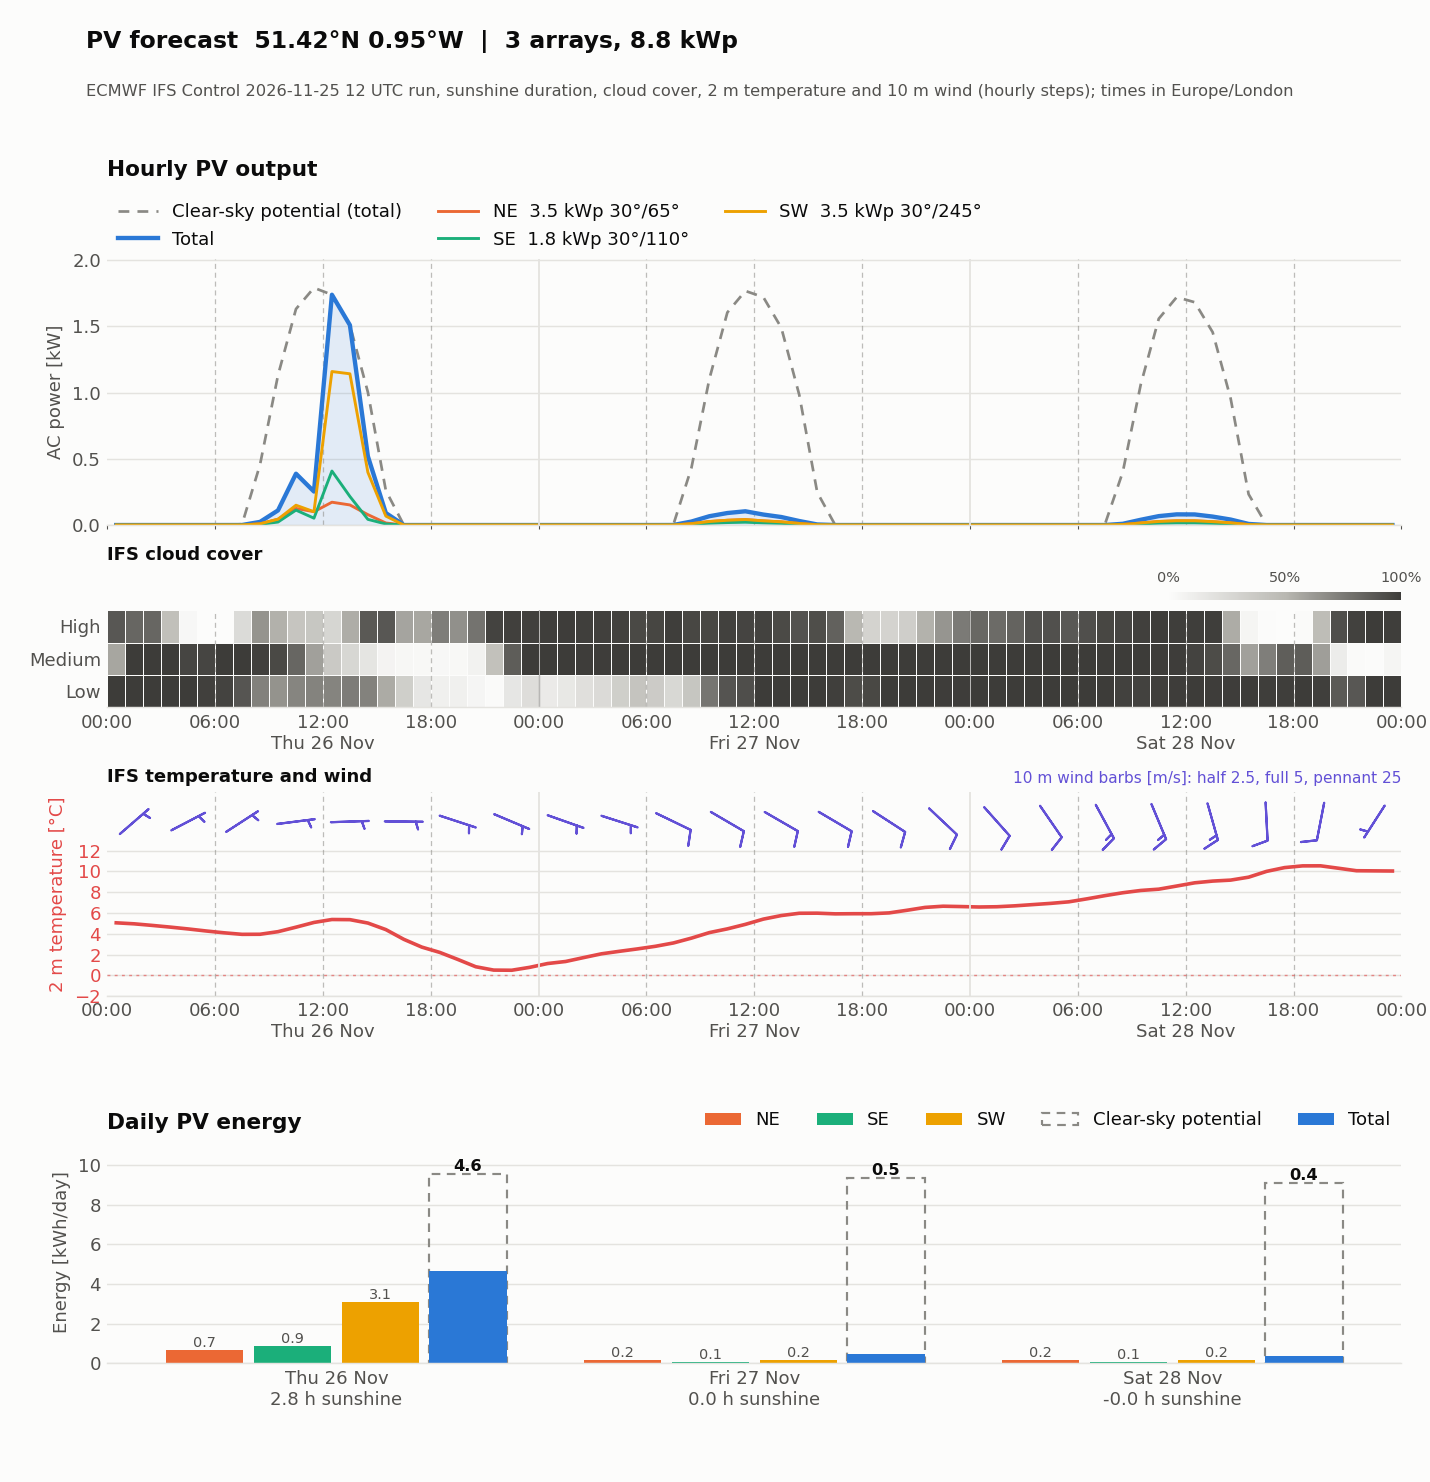 PV forecast  51.42°N 0.95°W  |  3 arrays, 8.8 kWp
ECMWF IFS Control 2026-11-25 12 UTC run, sunshine duration, cloud cover, 2 m temperature and 10 m wind (hourly steps); times in Europe/London
Hourly PV output
Clear-sky potential (total)
Total
NE  3.5 kWp 30°/65°
SE  1.8 kWp 30°/110°
SW  3.5 kWp 30°/245°
AC power [kW]
2.0
1.5
1.0
0.5
0.0
IFS cloud cover
0% 50% 100%
High
Medium
Low
00:00 06:00 12:00 18:00 00:00 06:00 12:00 18:00 00:00 06:00 12:00 18:00 00:00
Thu 26 Nov Fri 27 Nov Sat 28 Nov
IFS temperature and wind
10 m wind barbs [m/s]: half 2.5, full 5, pennant 25
2 m temperature [°C]
12
10
8
6
4
2
0
−2
00:00 06:00 12:00 18:00 00:00 06:00 12:00 18:00 00:00 06:00 12:00 18:00 00:00
Thu 26 Nov Fri 27 Nov Sat 28 Nov
Daily PV energy
NE SE SW Clear-sky potential Total
Energy [kWh/day]
10
8
6
4
2
0
0.7 0.9 3.1 4.6
0.2 0.1 0.2 0.5
0.2 0.1 0.2 0.4
Thu 26 Nov
2.8 h sunshine
Fri 27 Nov
0.0 h sunshine
Sat 28 Nov
-0.0 h sunshine